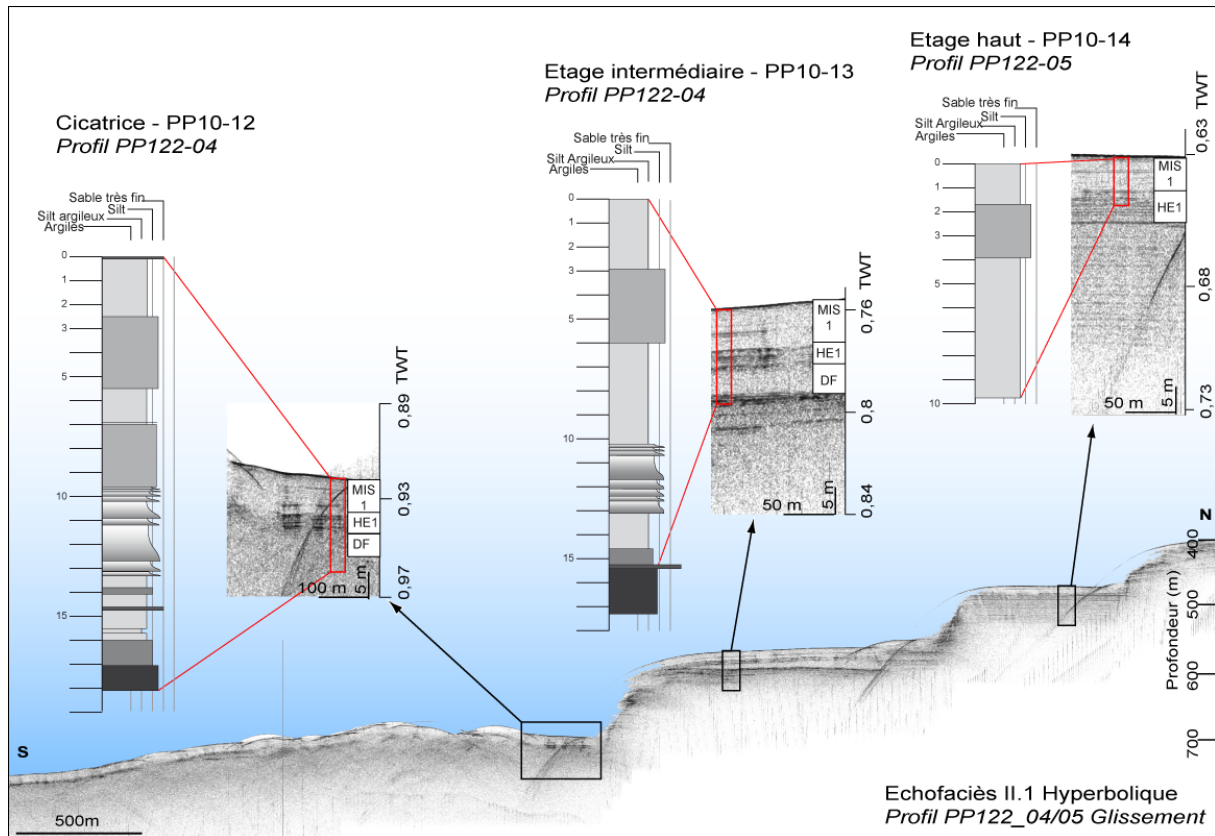 Cicatrice - PP10-12
Profil PP122-04
Sable très fin
Silt
Silt argileux
Argiles
0
1
2
3
5
10
15
0,89 TWT
0,93
0,97
MIS
1
HE1
DF
100 m
5 m
Etage intermédiaire - PP10-13
Profil PP122-04
Sable très fin
Silt
Silt Argileux
Argiles
0
1
2
3
5
10
15
0,76 TWT
0,8
0,84
MIS
1
HE1
DF
50 m
5 m
Etage haut - PP10-14
Profil PP122-05
Sable très fin
Silt
Silt Argileux
Argiles
0
1
2
3
5
10
0,63 TWT
0,68
0,73
MIS
1
HE1
50 m
5 m
N
400
500
600
700
Profondeur (m)
S
500m
Echofaciès II.1 Hyperbolique
Profil PP122_04/05 Glissement